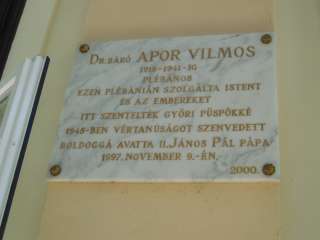 DR. BÁRÓ APOR VILMOS
1918-1941-IG
PLÉBÁNOS
EZEN PLÉBÁNIÁN SZOLGÁLTA ISTENT
ÉS AZ EMBEREKET
ITT SZENTELTÉK GYŐRI PÜSPÖKKÉ
1945-BEN VÉRTANÚSÁGOT SZENVEDETT
BOLDOGGÁ AVATTA II. JÁNOS PÁL PÁPA
1997. NOVEMBER 9.-ÉN.
2000.